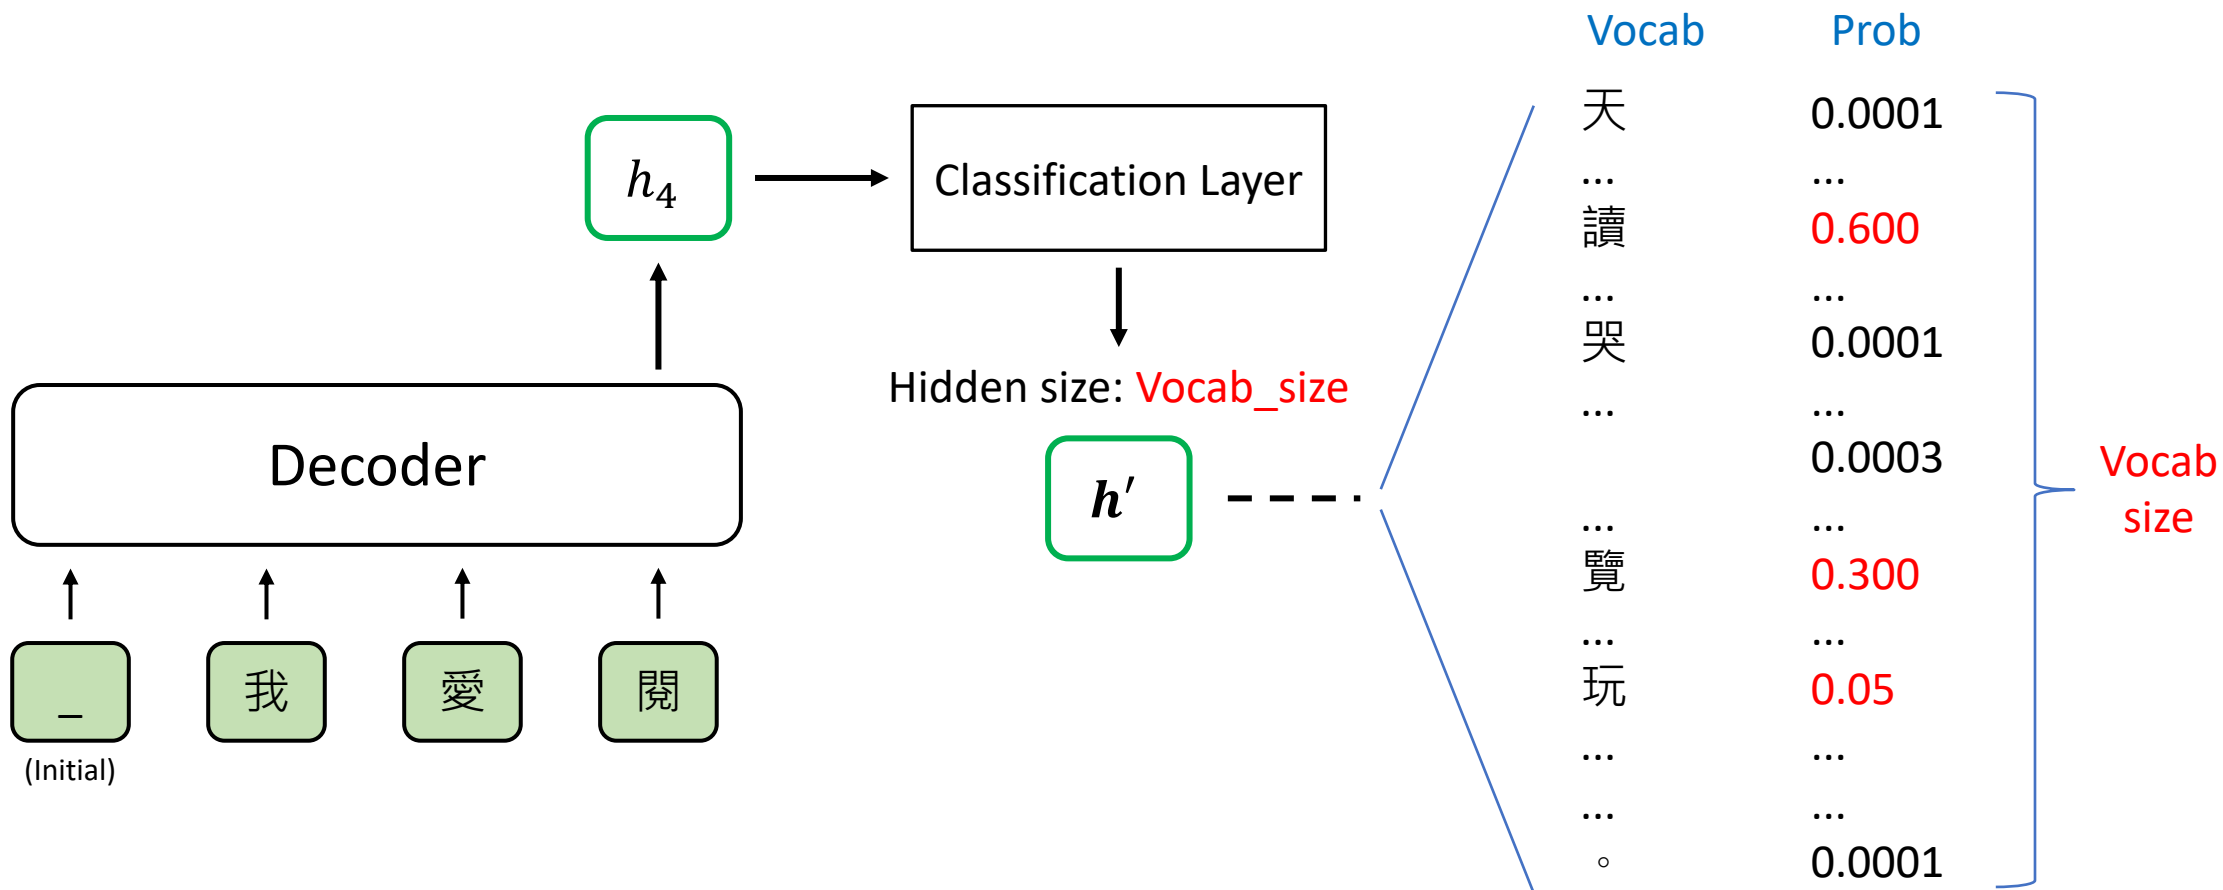 Vocab Prob
天 0.0001
... ...
讀 0.600
... ...
哭 0.0001
... ...
0.0003
... ...
覽 0.300
... ...
玩 0.05
... ...
... ...
。 0.0001
Vocab
size
h₄
Classification Layer
Hidden size: Vocab_size
h′
Decoder
_ 我 愛 閱
(Initial)